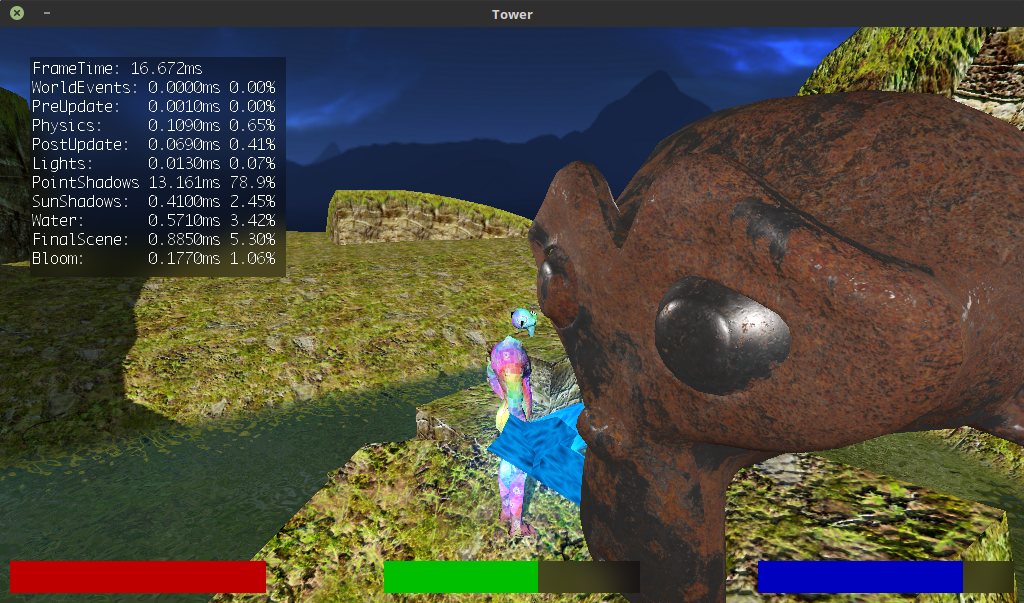 Tower
FrameTime: 16.672ms
WorldEvents: 0.0000ms 0.00%
PreUpdate: 0.0010ms 0.00%
Physics: 0.1090ms 0.65%
PostUpdate: 0.0690ms 0.41%
Lights: 0.0130ms 0.07%
PointShadows 13.161ms 78.9%
SunShadows: 0.4100ms 2.45%
Water: 0.5710ms 3.42%
FinalScene: 0.8850ms 5.30%
Bloom: 0.1770ms 1.06%